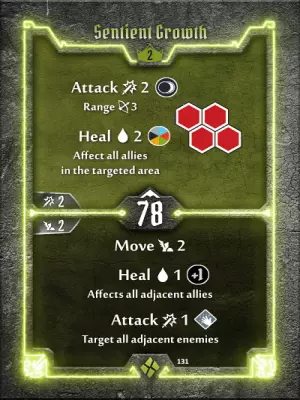 Sentient Growth
2
Attack 2
Range 3
Heal 2
Affect all allies
in the targeted area
2
78
2
Move 2
Heal 1 +1
Affects all adjacent allies
Attack 1
Target all adjacent enemies
131